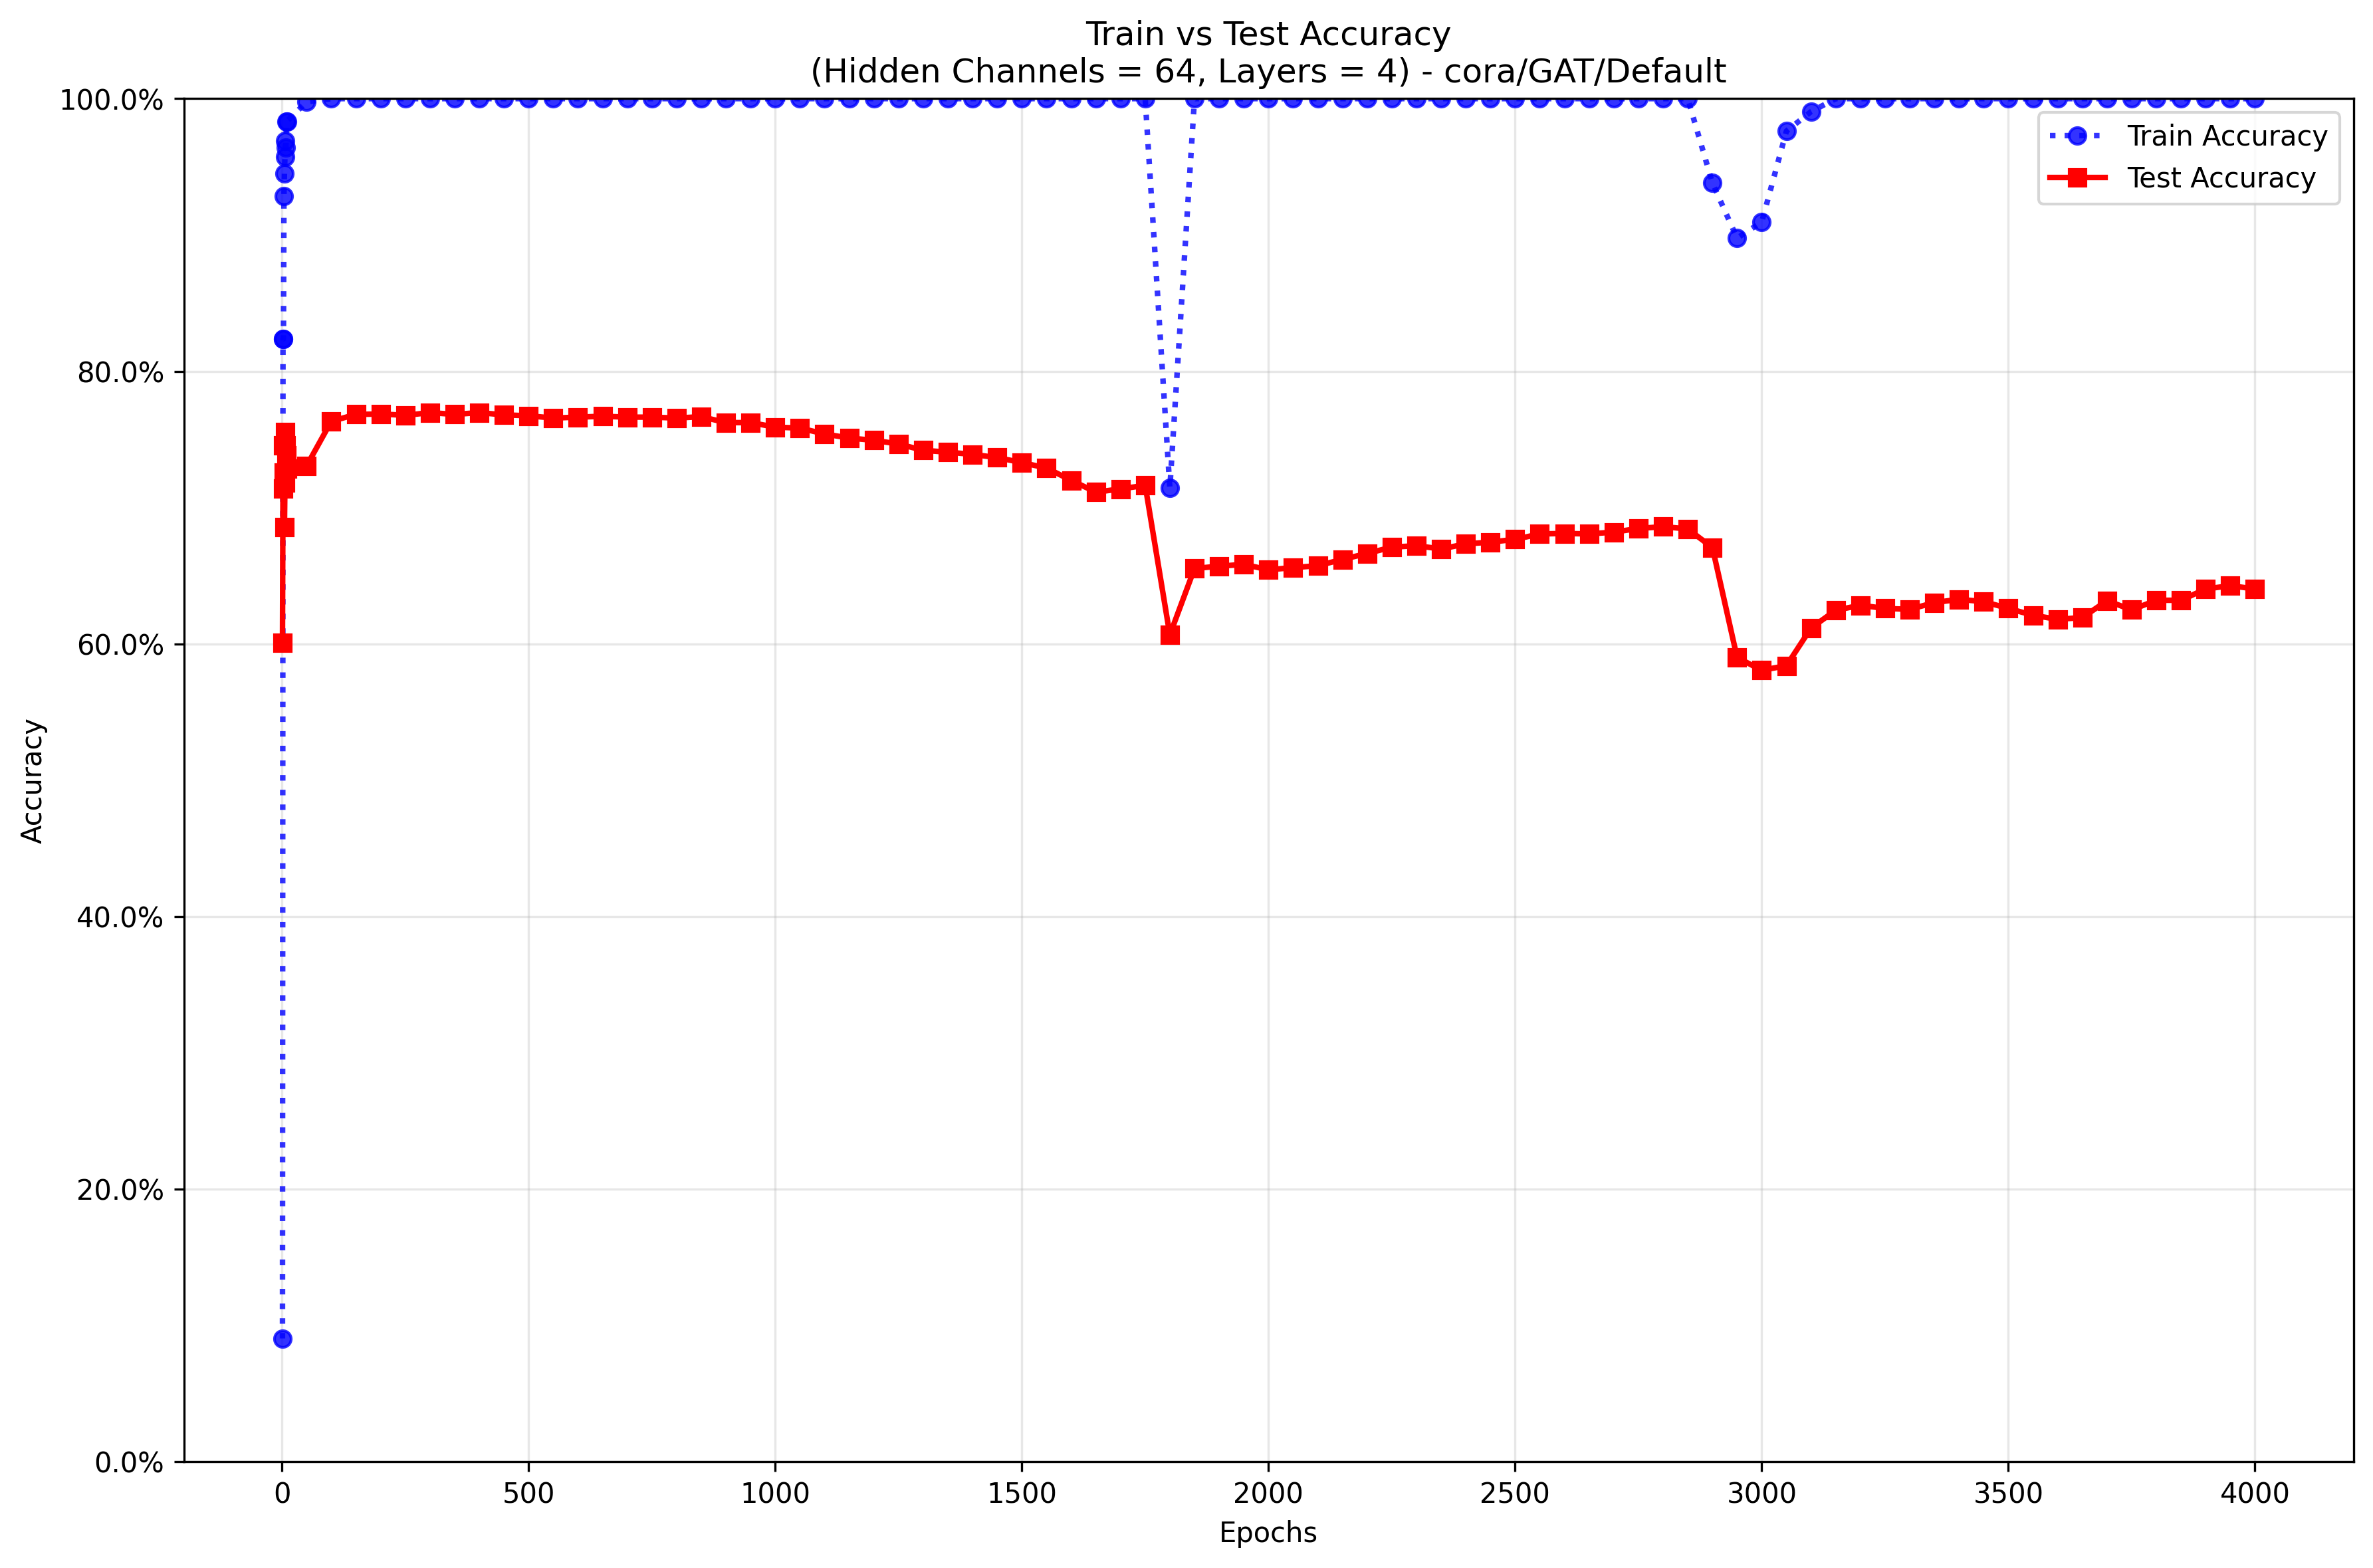 Train vs Test Accuracy
(Hidden Channels = 64, Layers = 4) - cora/GAT/Default
100.0%
80.0%
60.0%
40.0%
20.0%
0.0%
Accuracy
Train Accuracy
Test Accuracy
0 500 1000 1500 2000 2500 3000 3500 4000
Epochs